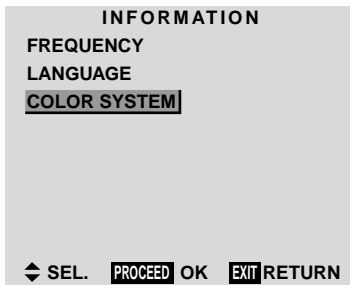 INFORMATION
FREQUENCY
LANGUAGE
COLOR SYSTEM
SEL. PROCEED OK EXIT RETURN